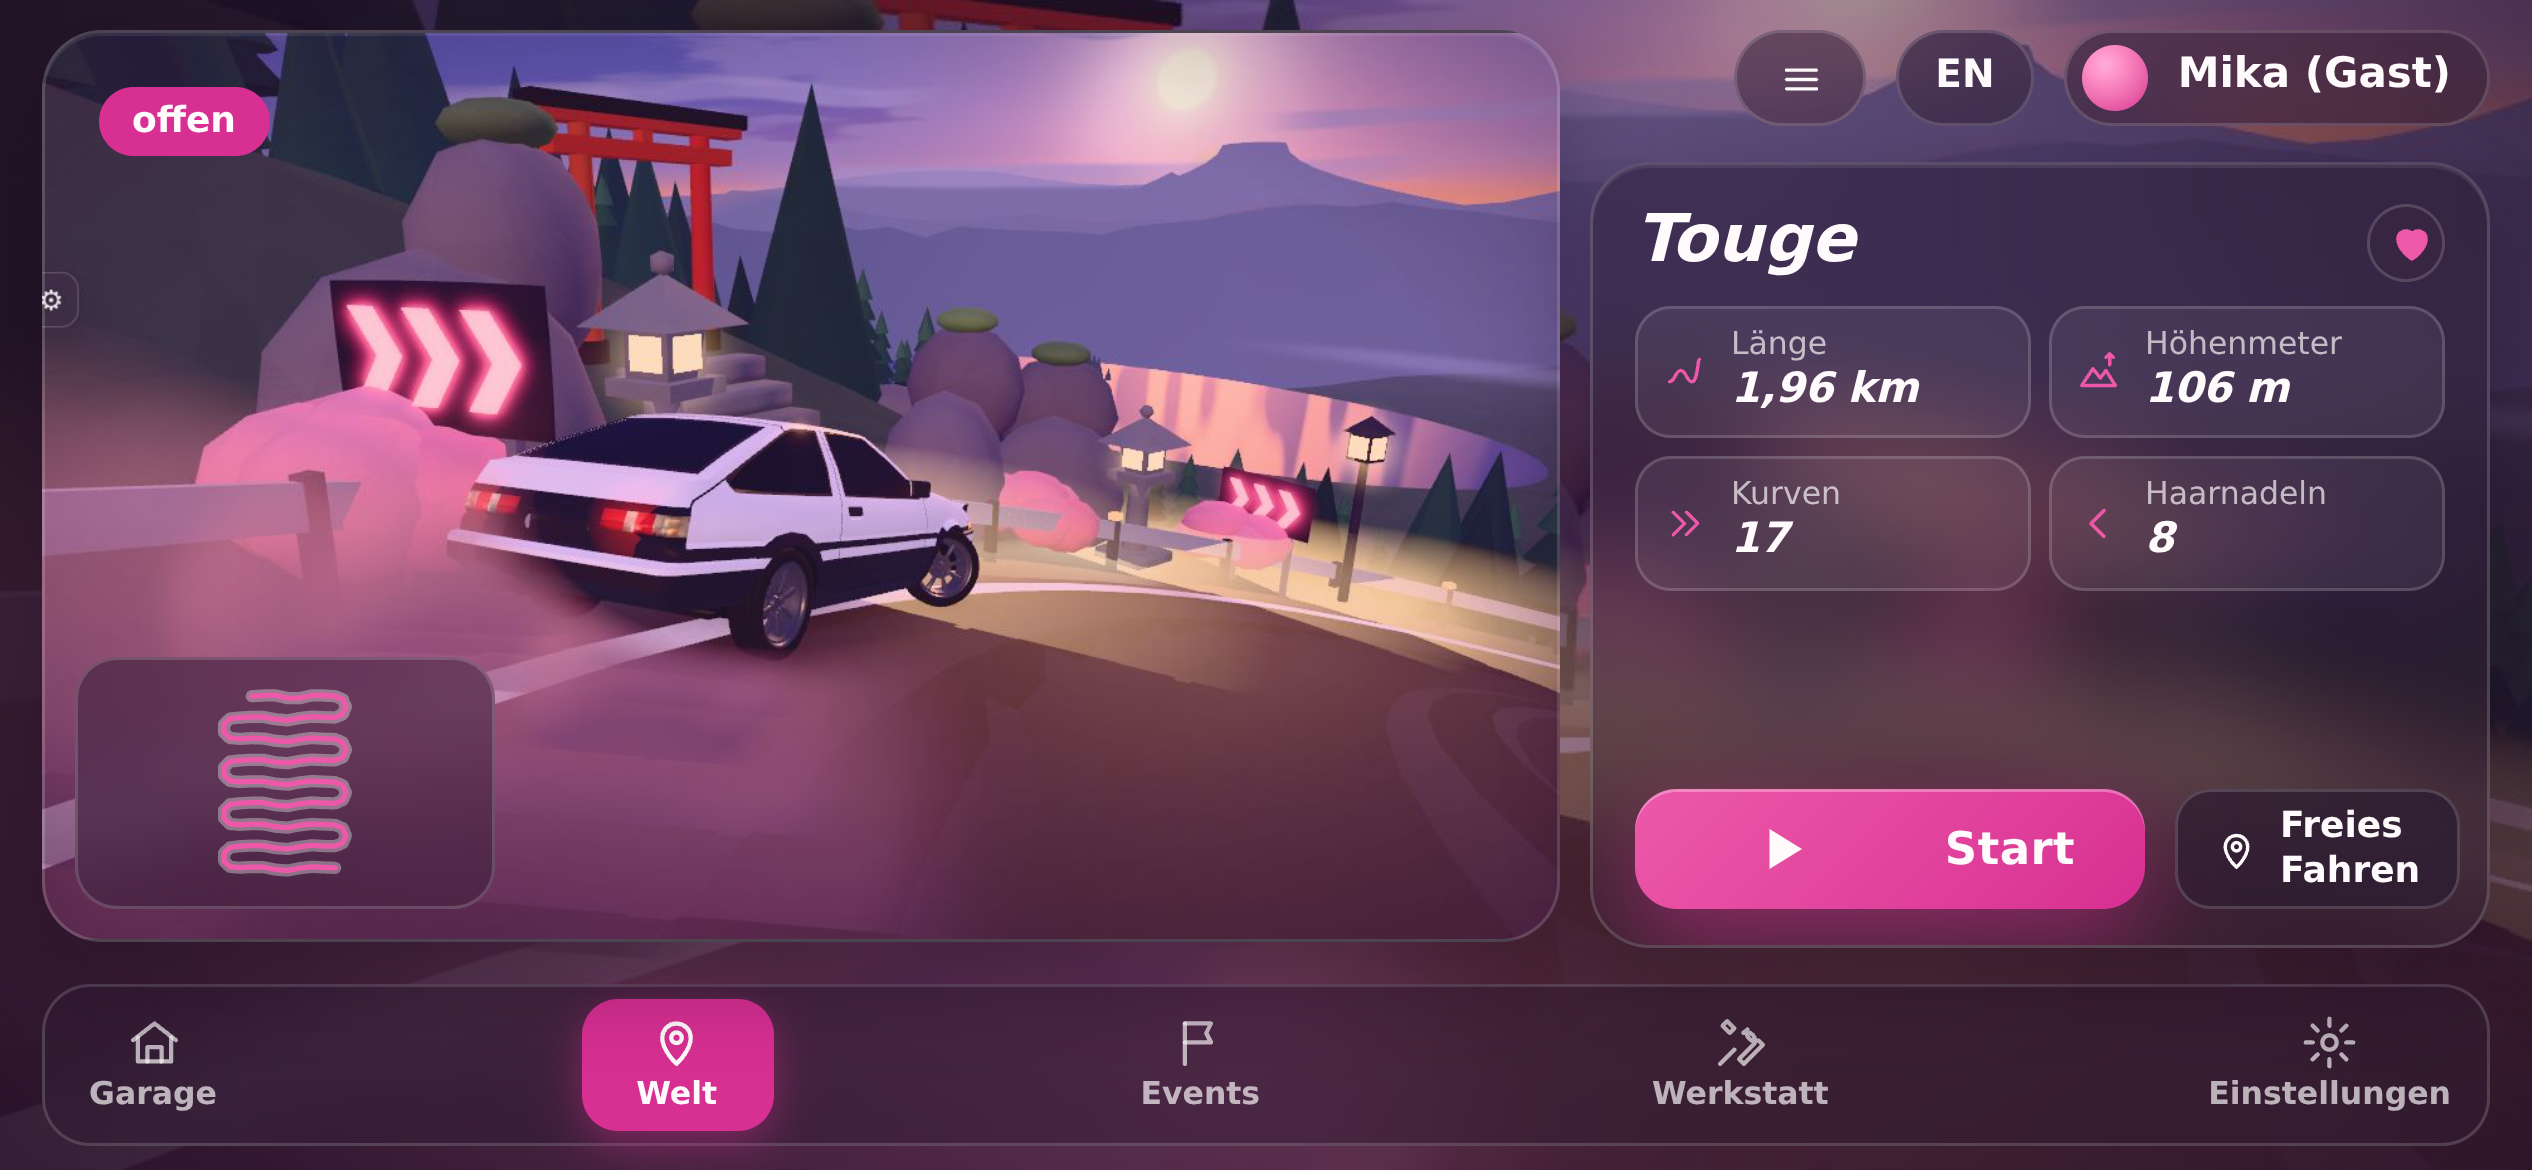 offen
EN
Mika (Gast)
Touge
Länge
1,96 km
Höhenmeter
106 m
Kurven
17
Haarnadeln
8
Start
Freies
Fahren
Garage
Welt
Events
Werkstatt
Einstellungen